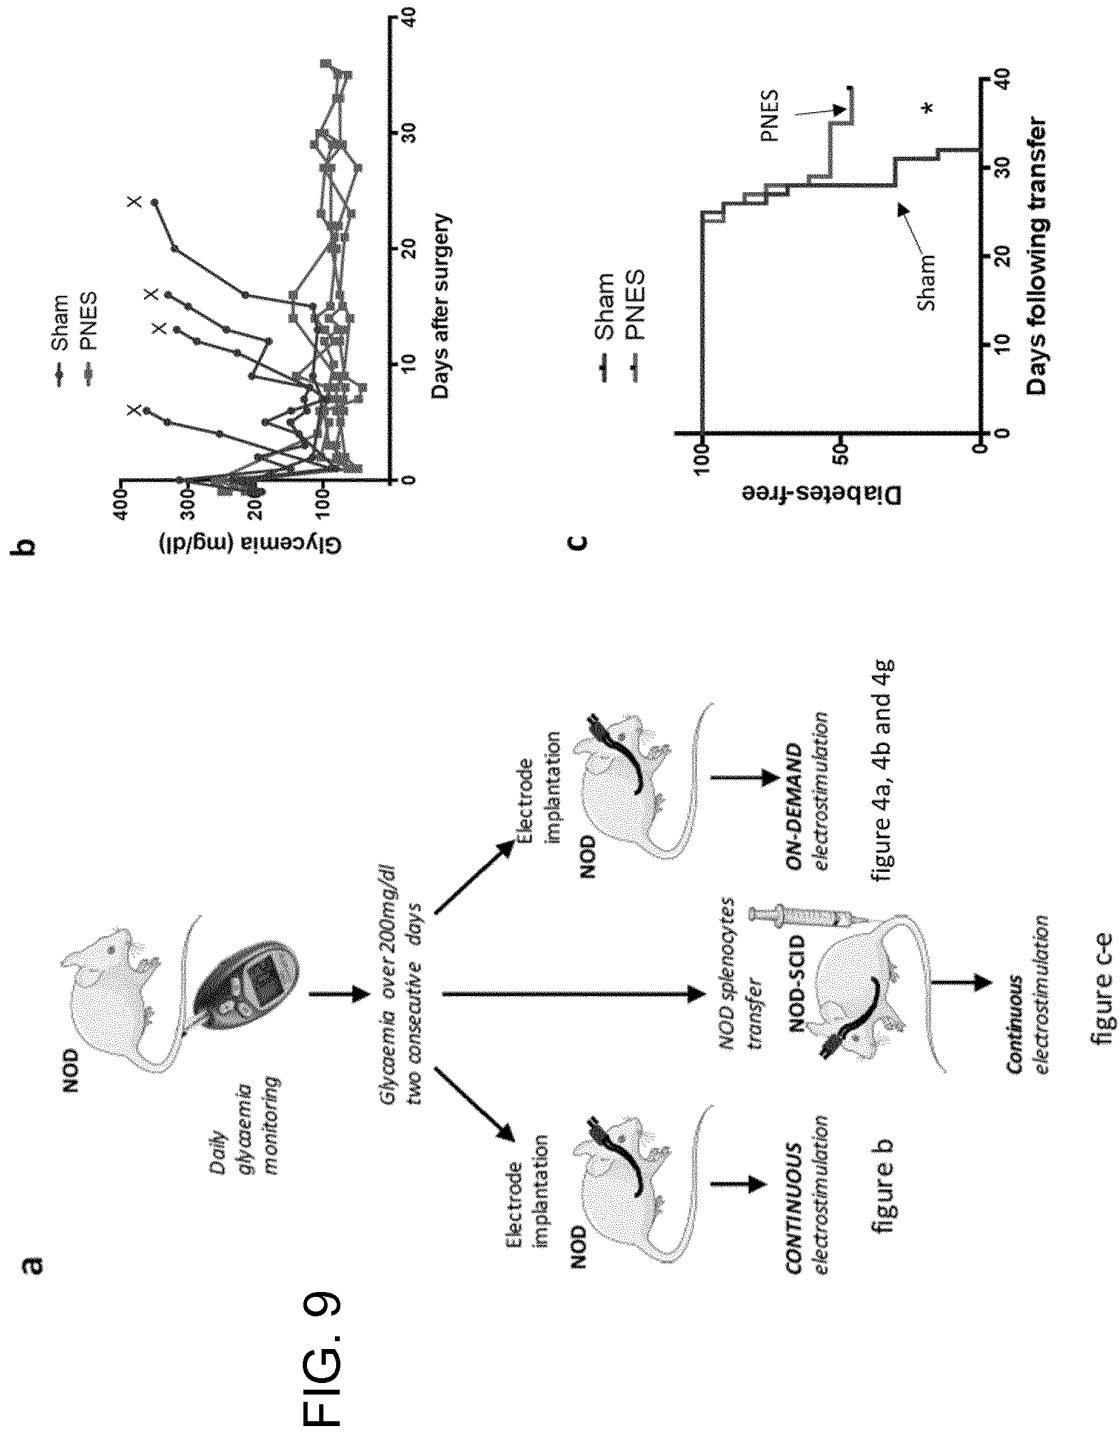 FIG. 9
a
NOD
Daily
glycaemia
monitoring
Glycaemia over 200mg/dl
two consecutive days
Electrode
implantation
NOD
CONTINUOUS
electrostimulation
figure b
NOD splenocytes
transfer
NOD-SCID
Continuous
electrostimulation
figure c-e
Electrode
implantation
NOD
ON-DEMAND
electrostimulation
figure 4a, 4b and 4g
b
Sham
PNES
Glycemia (mg/dl)
400
300
200
100
X
X
X
X
0
10
20
30
40
Days after surgery
c
Sham
PNES
Diabetes-free
100
50
0
PNES
Sham
*
0
10
20
30
40
Days following transfer